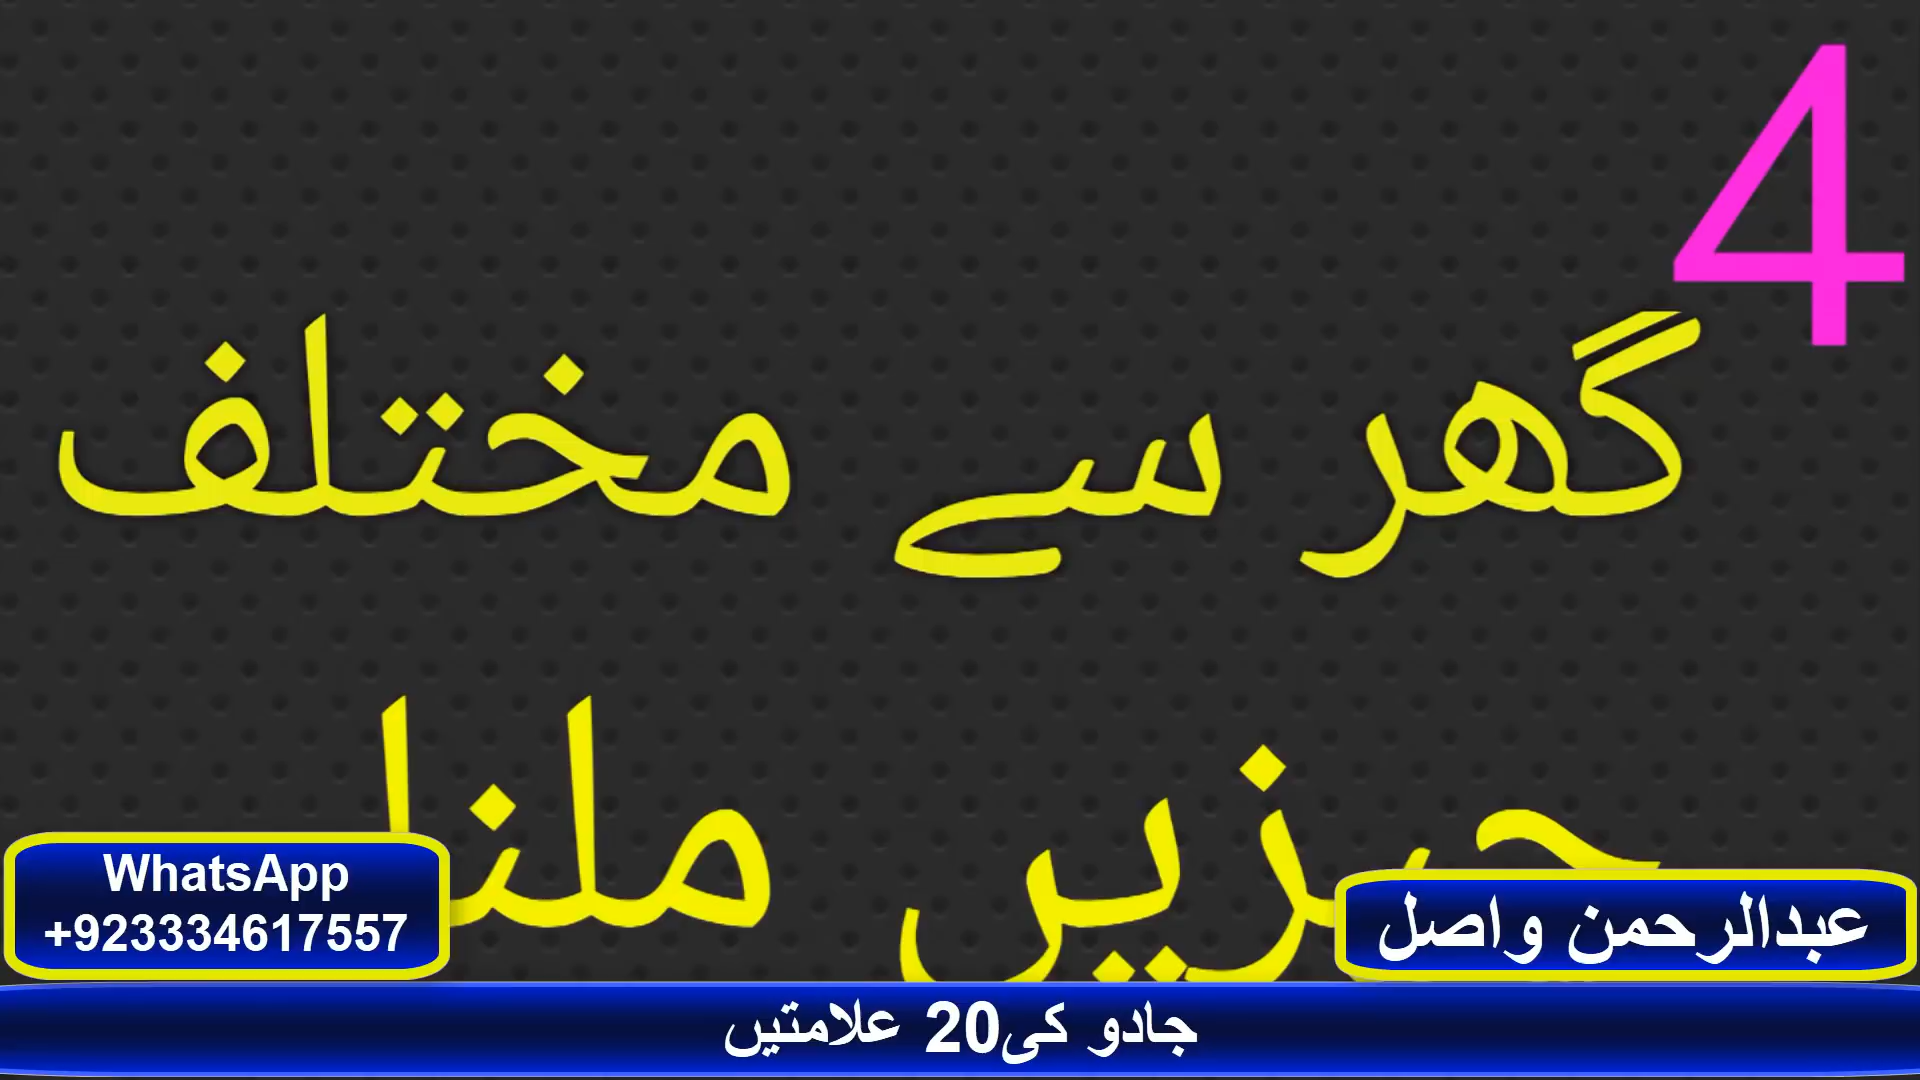 4
گھر سے مختلف
چیزیں ملنا
WhatsApp
+923334617557
عبدالرحمن واصل
جادو کی20 علامتیں